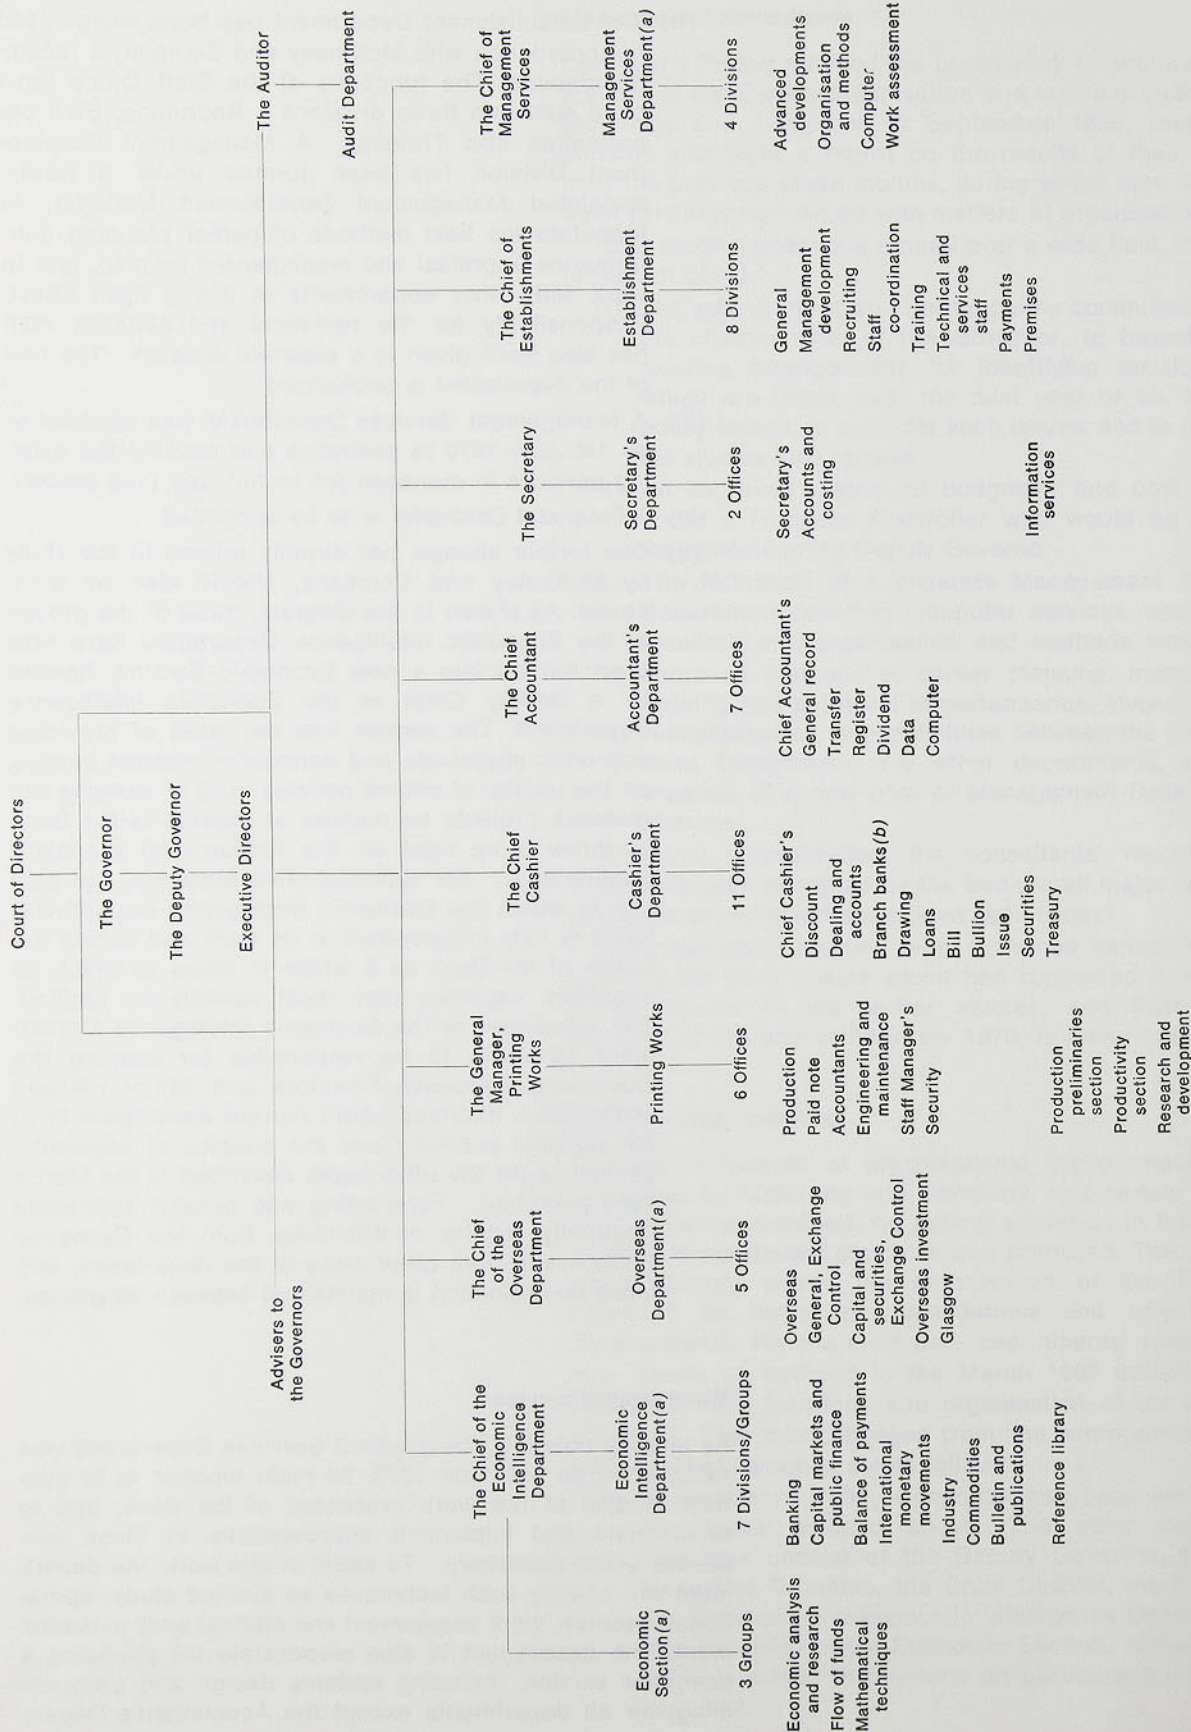 Court of Directors
The Governor
The Deputy Governor
Executive Directors
Advisers to
the Governors
The Auditor
Audit Department
The Chief of the
Economic
Intelligence
Department
Economic
Section(a)
3 Groups
Economic analysis
and research
Flow of funds
Mathematical
techniques
Economic
Intelligence
Department(a)
7 Divisions/Groups
Banking
Capital markets and
public finance
Balance of payments
International
monetary
movements
Industry
Commodities
Bulletin and
publications
Reference library
The Chief
of the
Overseas
Department
Overseas
Department(a)
5 Offices
Overseas
General, Exchange
Control
Capital and
securities,
Exchange Control
Overseas investment
Glasgow
The General
Manager,
Printing
Works
Printing Works
6 Offices
Production
Paid note
Accountants
Engineering and
maintenance
Staff Manager's
Security
Production
preliminaries
section
Productivity
section
Research and
development
The Chief
Cashier
Cashier's
Department
11 Offices
Chief Cashier's
Discount
Dealing and
accounts
Branch banks(b)
Drawing
Loans
Bill
Bullion
Issue
Securities
Treasury
The Chief
Accountant
Accountant's
Department
7 Offices
Chief Accountant's
General record
Transfer
Register
Dividend
Data
Computer
The Secretary
Secretary's
Department
2 Offices
Secretary's
Accounts and
costing
Information
services
The Chief of
Establishments
Establishment
Department
8 Divisions
General
Management
development
Recruiting
Staff
co-ordination
Training
Technical and
services
staff
Payments
Premises
The Chief of
Management
Services
Management
Services
Department(a)
4 Divisions
Advanced
developments
Organisation
and methods
Computer
Work assessment